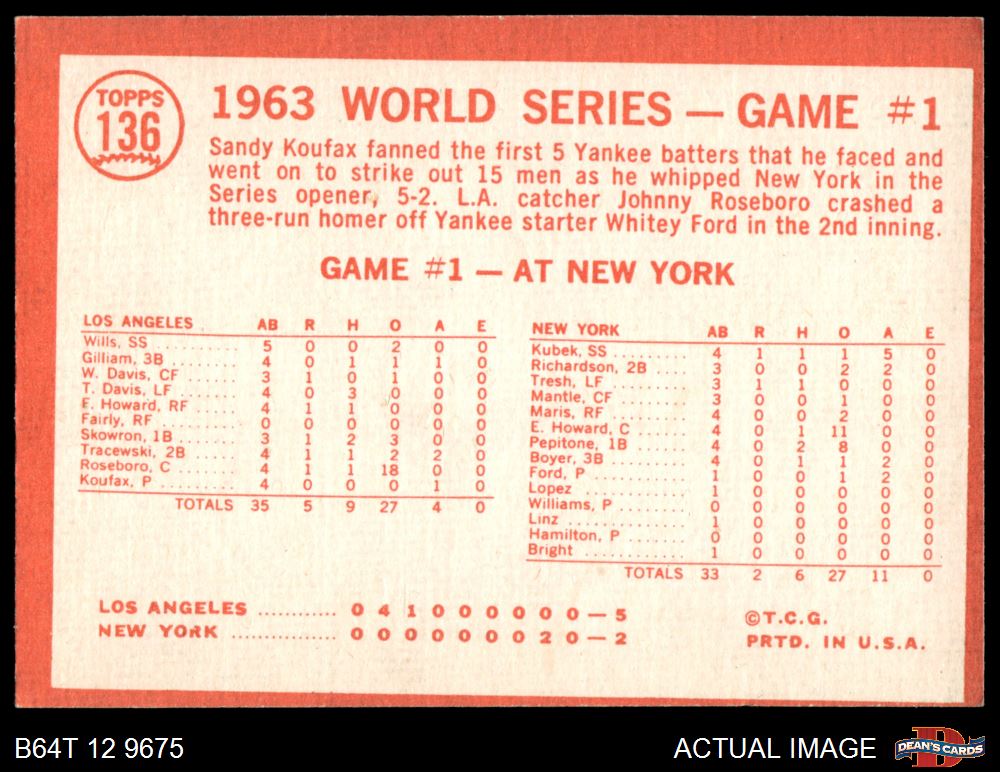 TOPPS
136
1963 WORLD SERIES — GAME #1
Sandy Koufax fanned the first 5 Yankee batters that he faced and
went on to strike out 15 men as he whipped New York in the
Series opener, 5-2. L.A. catcher Johnny Roseboro crashed a
three-run homer off Yankee starter Whitey Ford in the 2nd inning.
GAME #1 — AT NEW YORK
LOS ANGELES AB R H O A E
Wills, SS ........ 5 0 0 2 0 0
Gilliam, 3B ........ 4 0 1 1 1 0
W. Davis, CF ...... 3 1 0 1 0 0
T. Davis, LF ...... 4 0 3 0 0 0
F. Howard, RF ..... 4 1 1 0 0 0
Fairly, RF ........ 0 0 0 0 0 0
Skowron, 1B ...... 3 1 2 3 0 0
Tracewski, 2B ..... 4 1 1 2 2 0
Roseboro, C ...... 4 1 1 18 0 0
Koufax, P ........ 4 0 0 0 1 0
TOTALS 35 5 9 27 4 0
NEW YORK AB R H O A E
Kubek, SS ........ 4 1 1 1 5 0
Richardson, 2B .... 3 0 0 2 2 0
Tresh, LF ........ 3 1 1 0 0 0
Mantle, CF ....... 3 0 0 1 0 0
Maris, RF ........ 4 0 0 2 0 0
E. Howard, C ..... 4 0 1 11 0 0
Pepitone, 1B ...... 4 0 2 8 0 0
Boyer, 3B ........ 4 0 1 1 2 0
Ford, P .......... 1 0 0 1 2 0
Lopez ........... 1 0 0 0 0 0
Williams, P ....... 0 0 0 0 0 0
Linz ............ 1 0 0 0 0 0
Hamilton, P ...... 0 0 0 0 0 0
Bright ........... 1 0 0 0 0 0
TOTALS 33 2 6 27 11 0
LOS ANGELES ........... 0 4 1 0 0 0 0 0 0 — 5
NEW YORK .............. 0 0 0 0 0 0 0 2 0 — 2
©T.C.G.
PRTD. IN U.S.A.
B64T 12 9675
ACTUAL IMAGE
DEAN'S CARDS